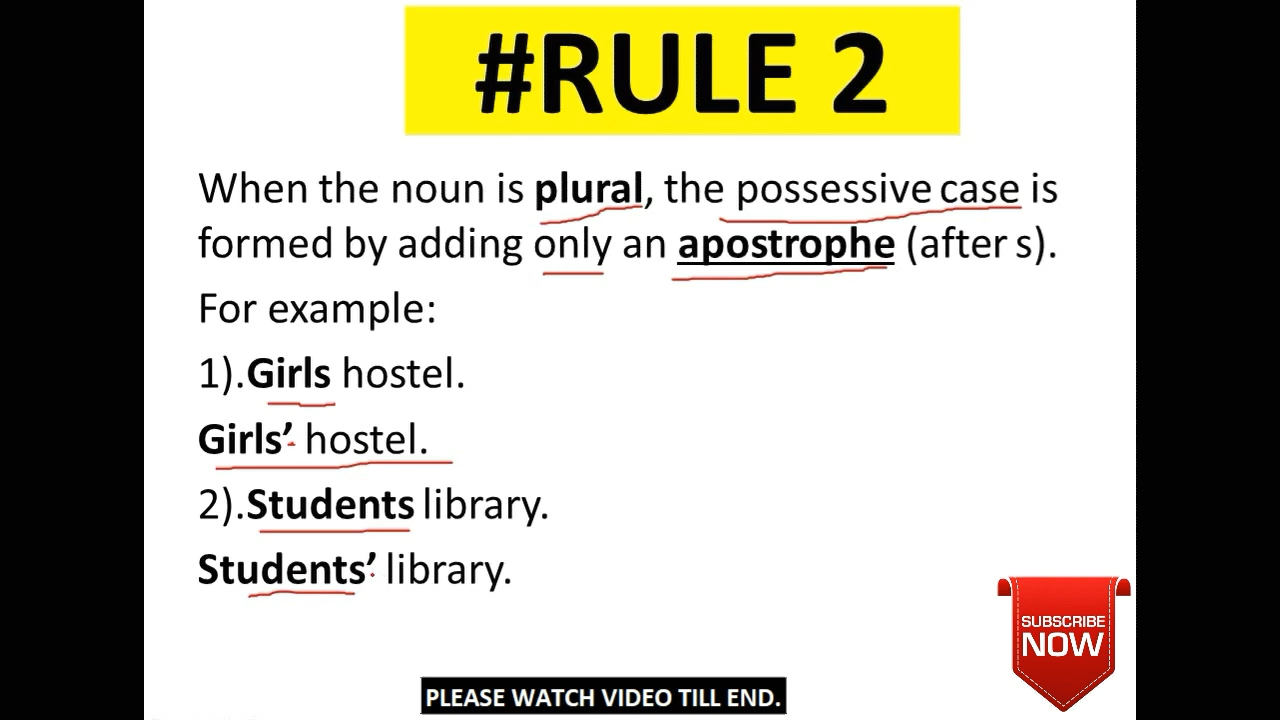 #RULE 2
When the noun is plural, the possessive case is
formed by adding only an apostrophe (after s).
For example:
1).Girls hostel.
Girls’ hostel.
2).Students library.
Students’ library.
SUBSCRIBE
NOW
PLEASE WATCH VIDEO TILL END.